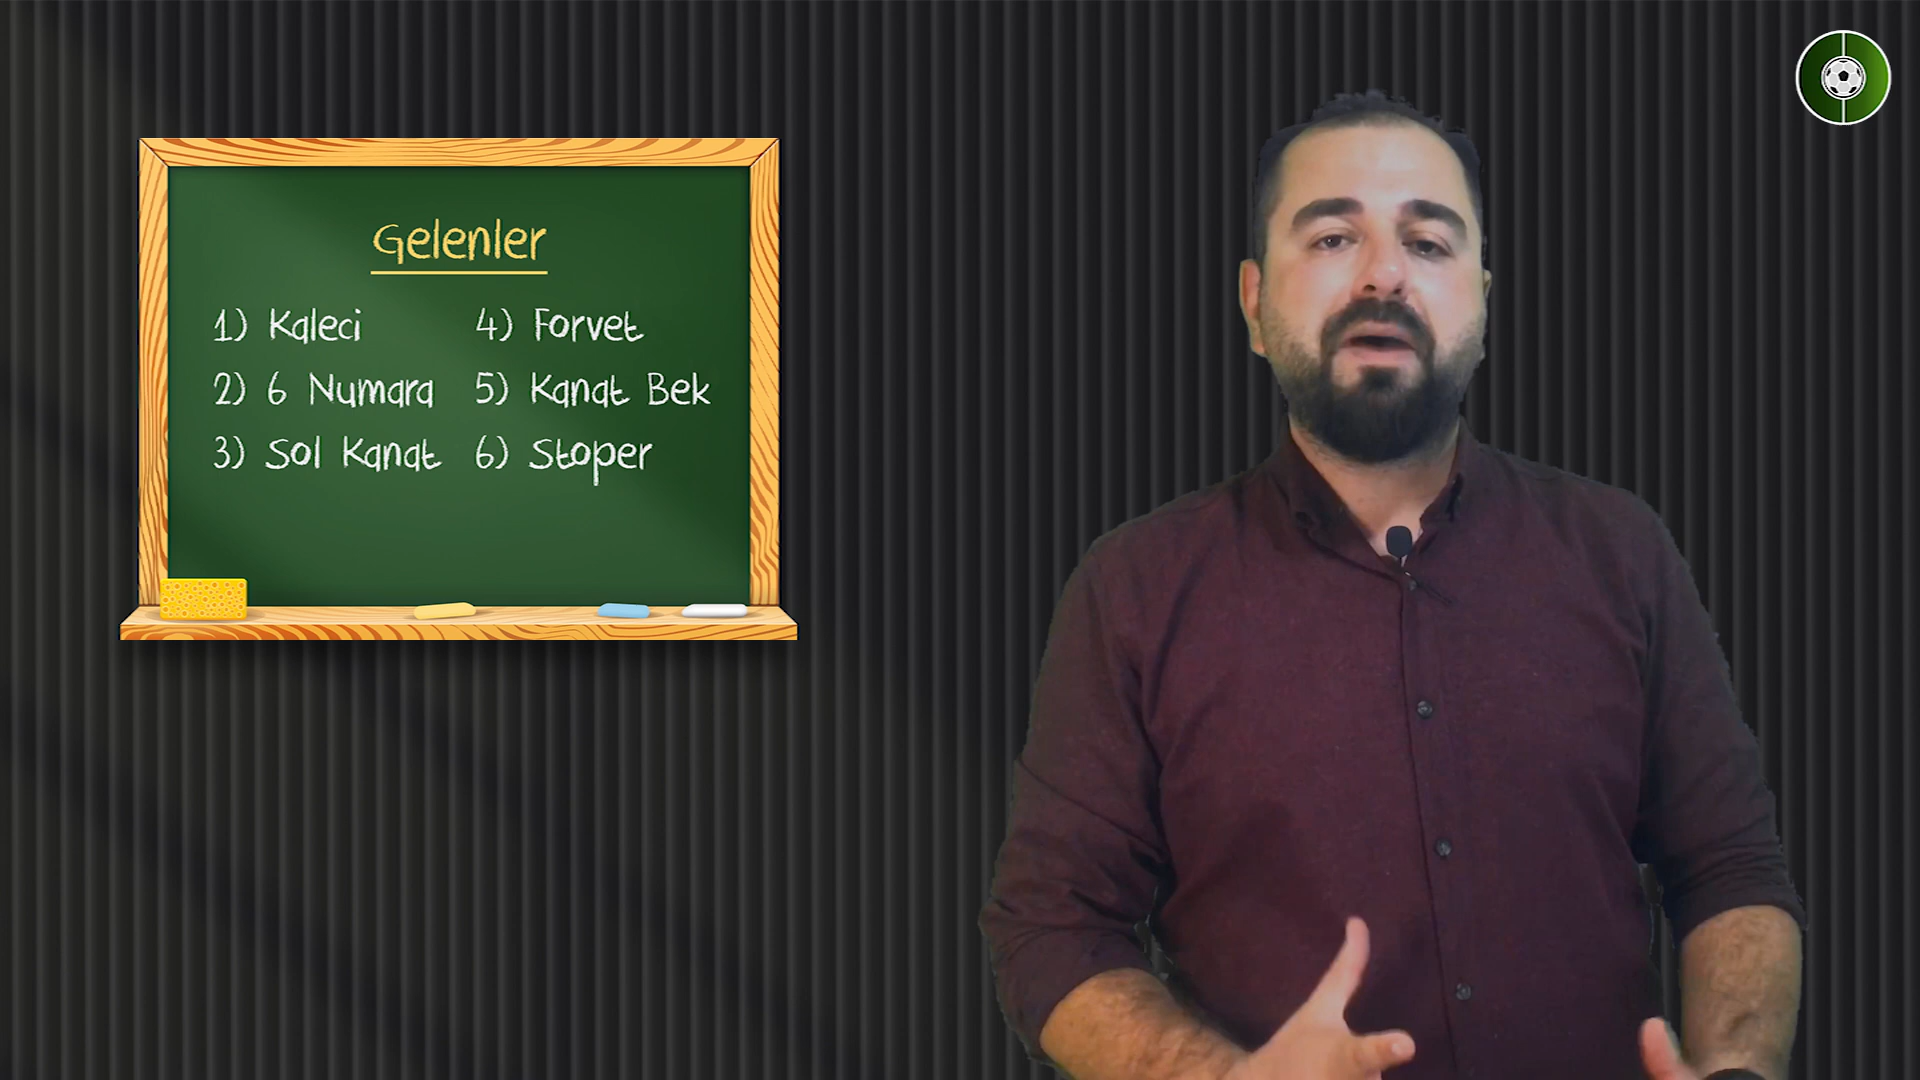 Gelenler
1) Kaleci
2) 6 Numara
3) Sol Kanat
4) Forvet
5) Kanat Bek
6) Stoper